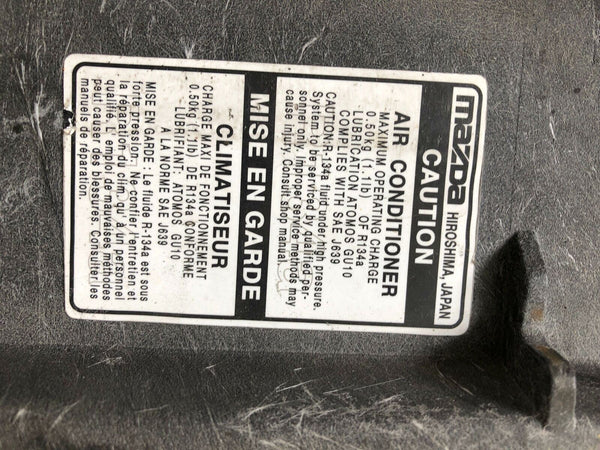 mazda HIROSHIMA, JAPAN
CAUTION
AIR CONDITIONER
MAXIMUM OPERATING CHARGE
0.50kg (1.1lb) OF R134a
-LUBRICATION: ATMOS GU10
COMPLIES WITH SAE J639
CAUTION:R-134a fluid under high pressure.
System to be serviced by qualified per-
sonnel only. Improper service methods may
cause injury. Consult shop manual.
MISE EN GARDE
CLIMATISEUR
CHARGE MAXI DE FONCTIONNEMENT
0.50kg (1.1lb) DE R134a CONFORME
-LUBRIFIANT: ATOMOS GU10
A LA NORME SAE J639
MISE EN GARDE : Le fluide R-134a est sous
forte pression. Ne confier l'entretien et
la réparation du clim. qu'à un personnel
qualifié. L'emploi de mauvaises méthodes
peut causer des blessures. Consulter les
manuels de réparation.